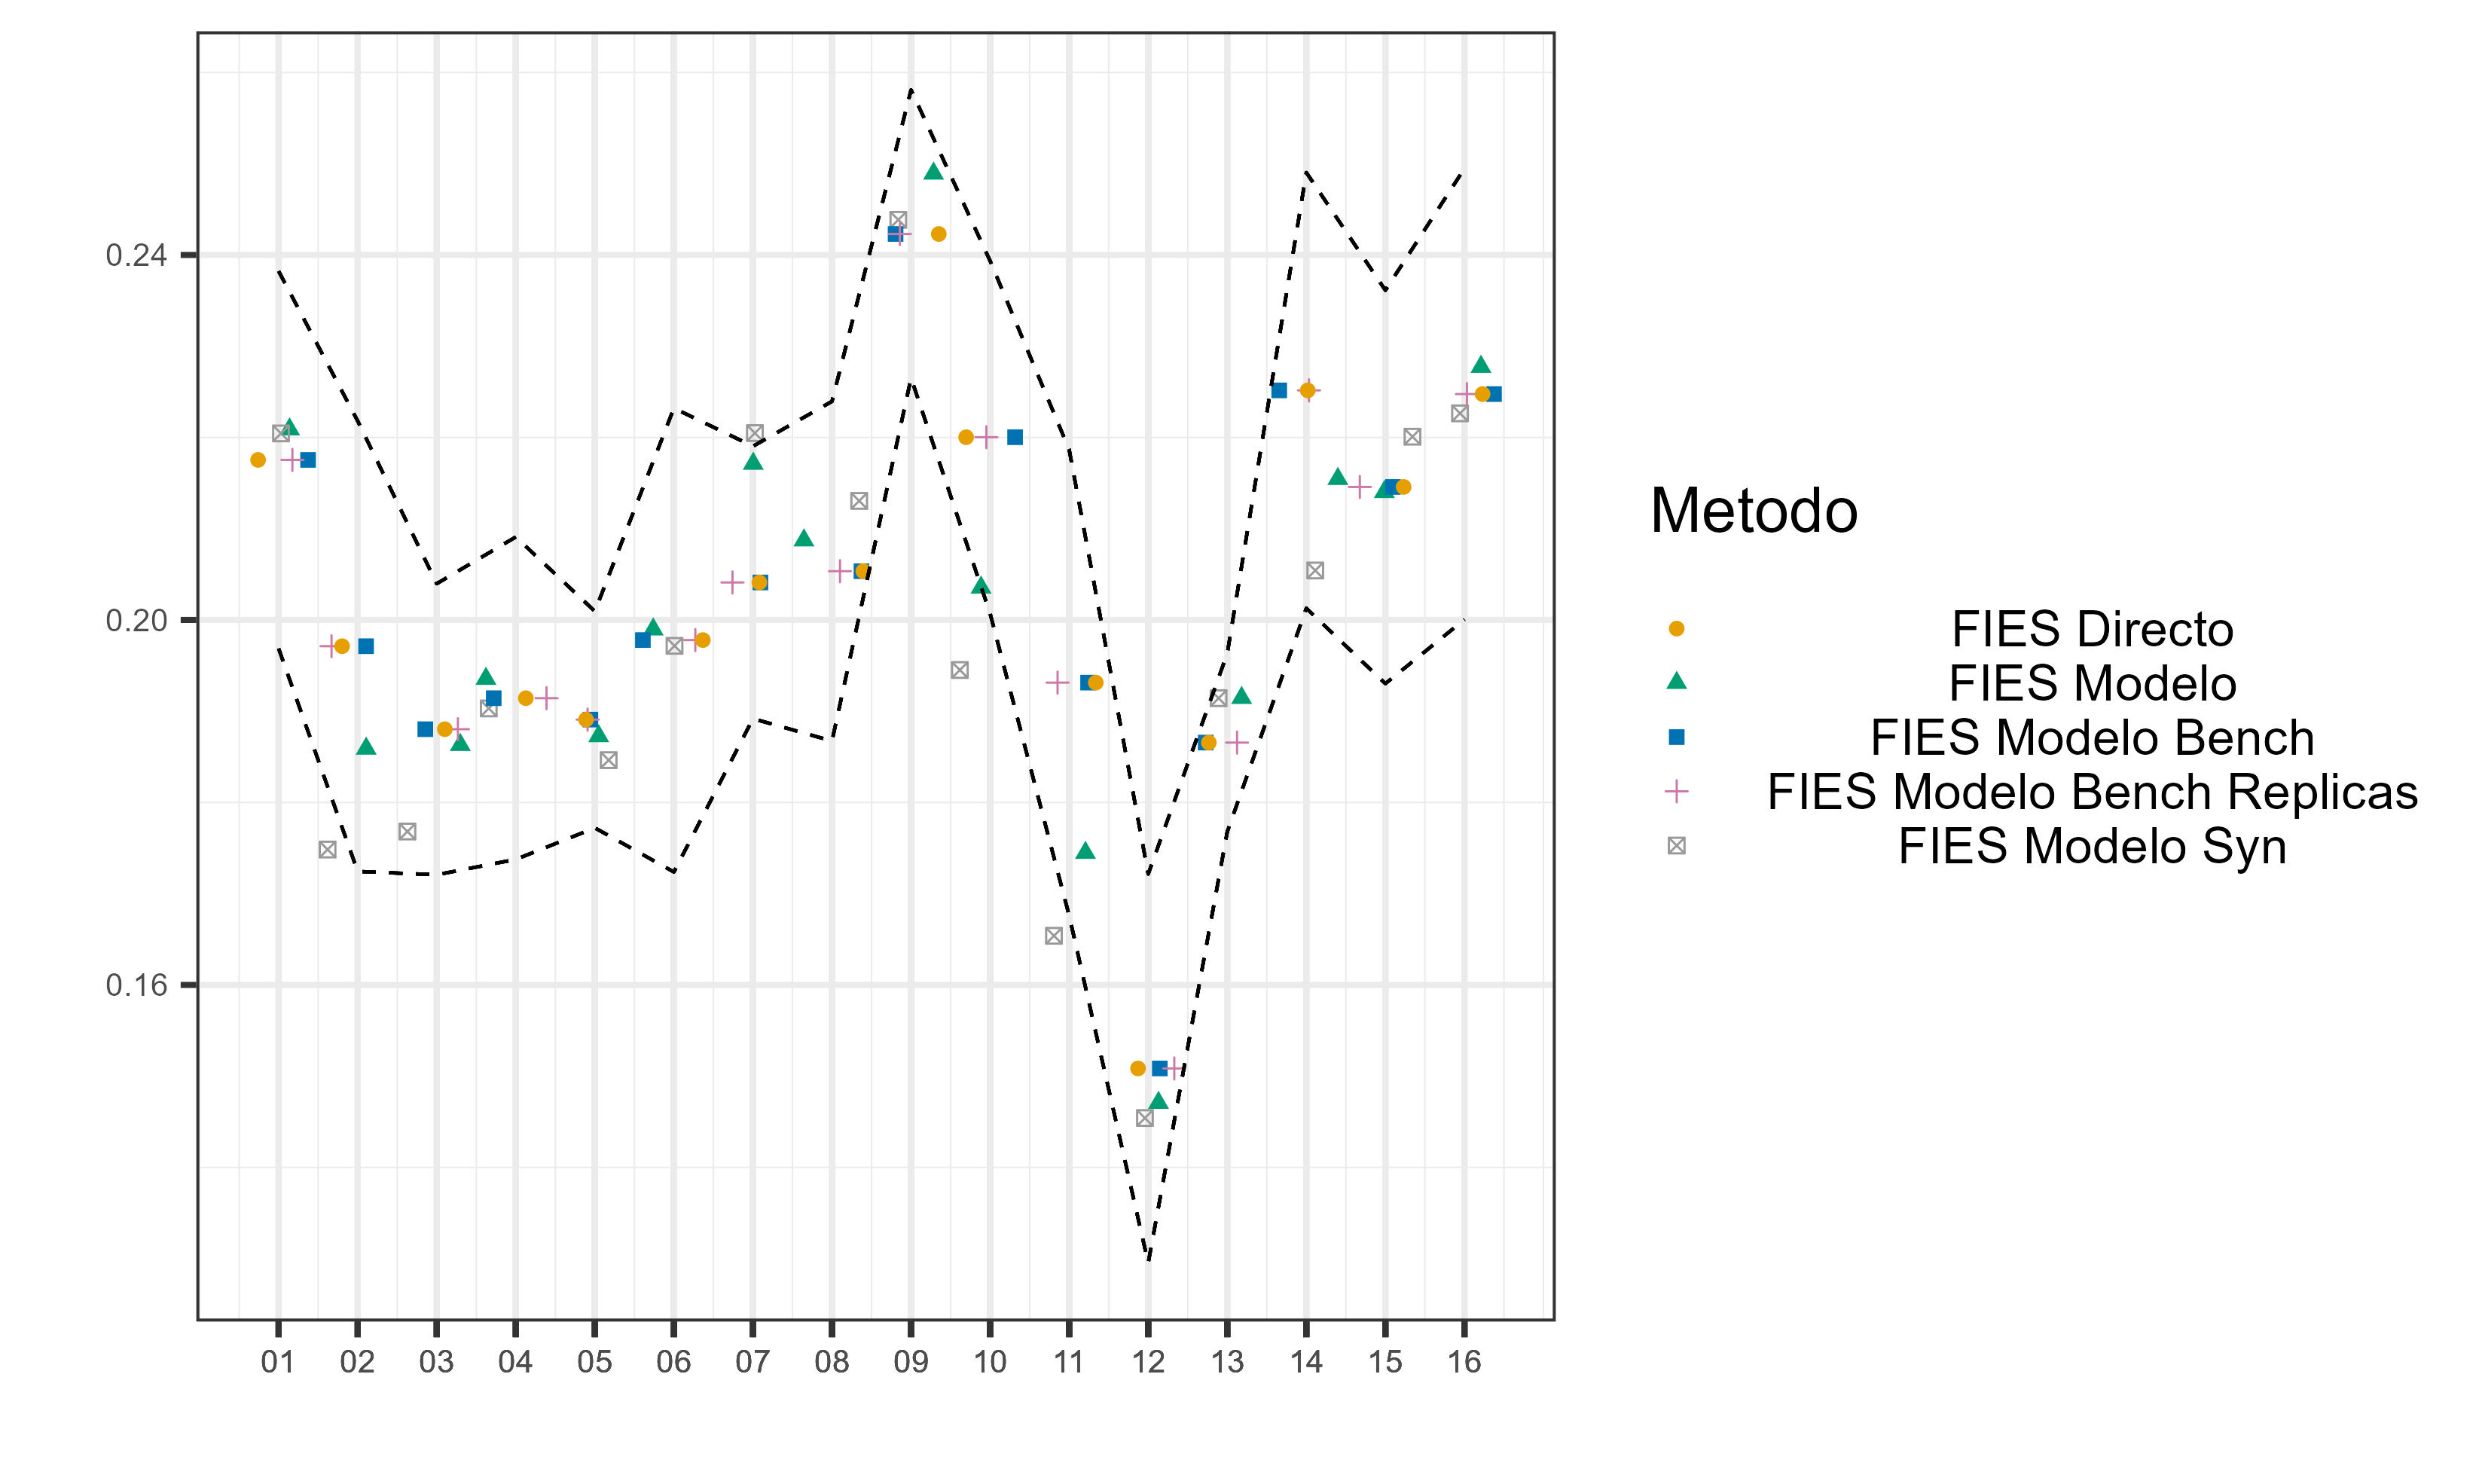 0.24
0.20
0.16
01 02 03 04 05 06 07 08 09 10 11 12 13 14 15 16
Metodo
FIES Directo
FIES Modelo
FIES Modelo Bench
FIES Modelo Bench Replicas
FIES Modelo Syn